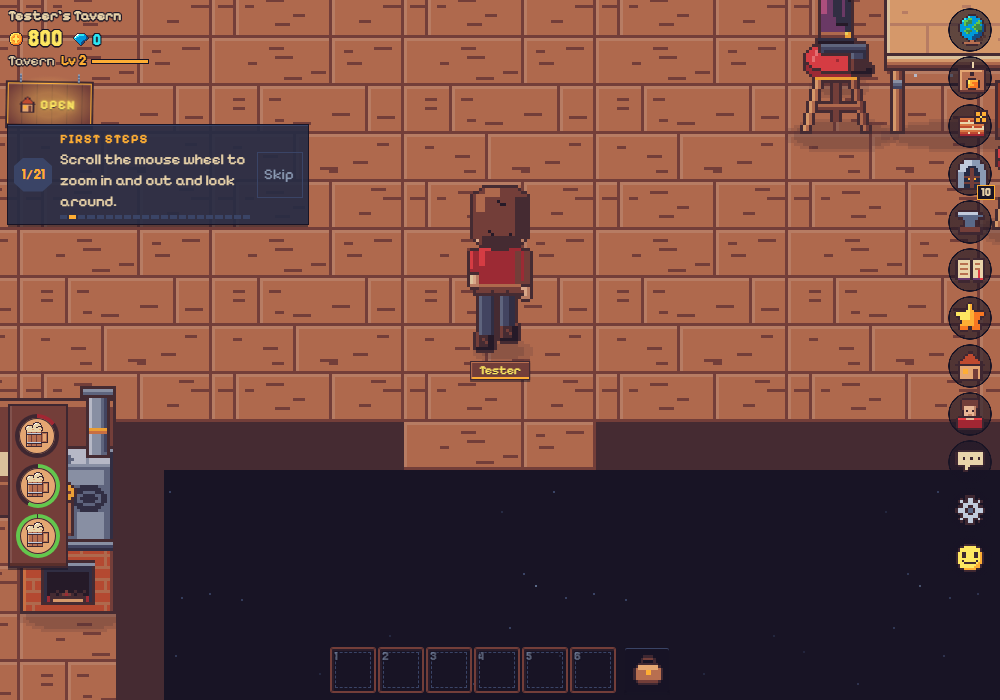 Tester's Tavern
800 0
Tavern Lv 2
OPEN
FIRST STEPS
1/21
Scroll the mouse wheel to
zoom in and out and look
around.
Skip
10
Tester
1 2 3 4 5 6